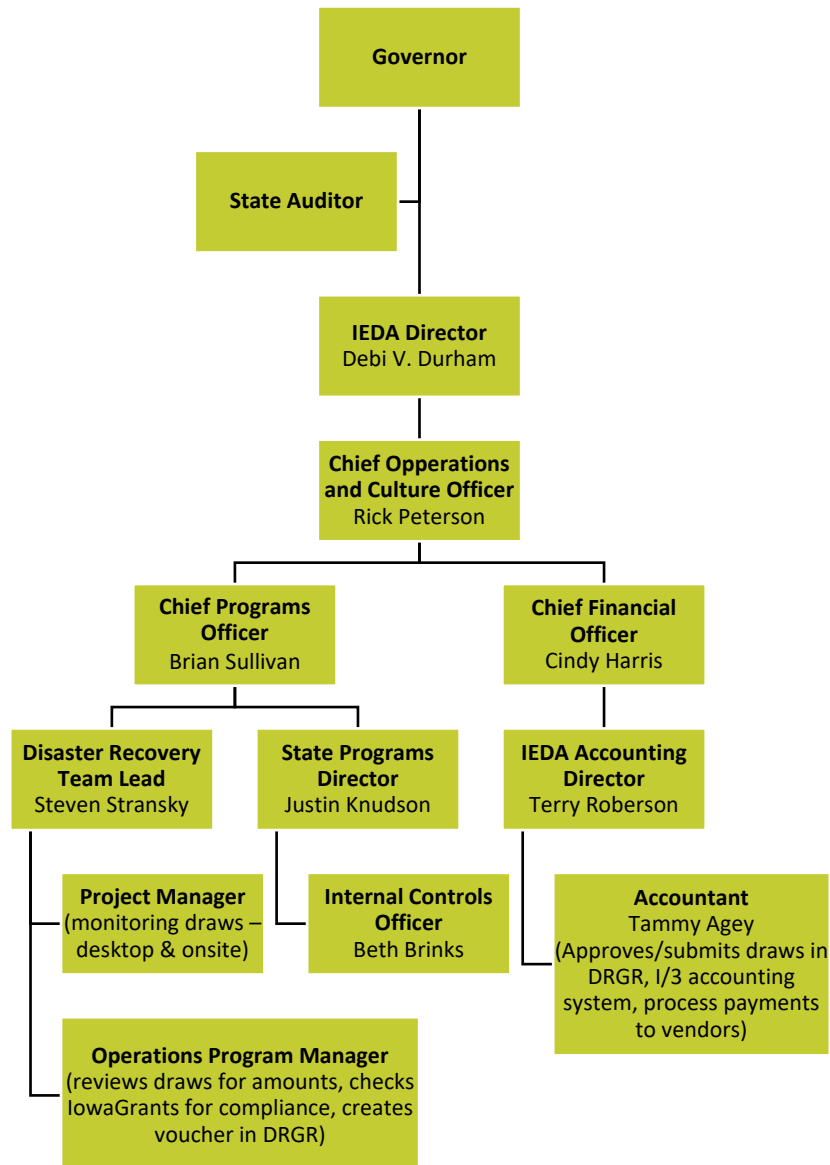 Governor
State Auditor
IEDA Director
Debi V. Durham
Chief Opperations
and Culture Officer
Rick Peterson
Chief Programs
Officer
Brian Sullivan
Chief Financial
Officer
Cindy Harris
Disaster Recovery
Team Lead
Steven Stransky
State Programs
Director
Justin Knudson
IEDA Accounting
Director
Terry Roberson
Project Manager
(monitoring draws –
desktop & onsite)
Internal Controls
Officer
Beth Brinks
Accountant
Tammy Agey
(Approves/submits draws in
DRGR, I/3 accounting
system, process payments
to vendors)
Operations Program Manager
(reviews draws for amounts, checks
IowaGrants for compliance, creates
voucher in DRGR)